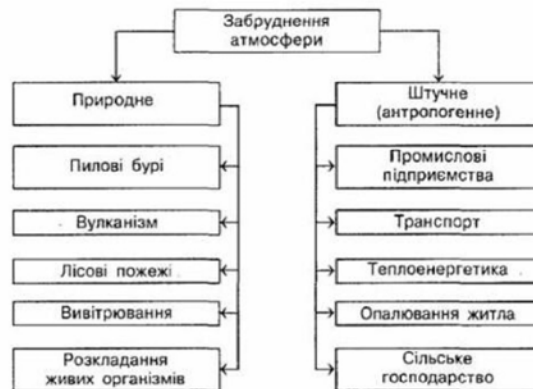 Забруднення
атмосфери
Природне
Пилові бурі
Вулканізм
Лісові пожежі
Вивітрювання
Розкладання
живих організмів
Штучне
(антропогенне)
Промислові
підприємства
Транспорт
Теплоенергетика
Опалювання житла
Сільське
господарство